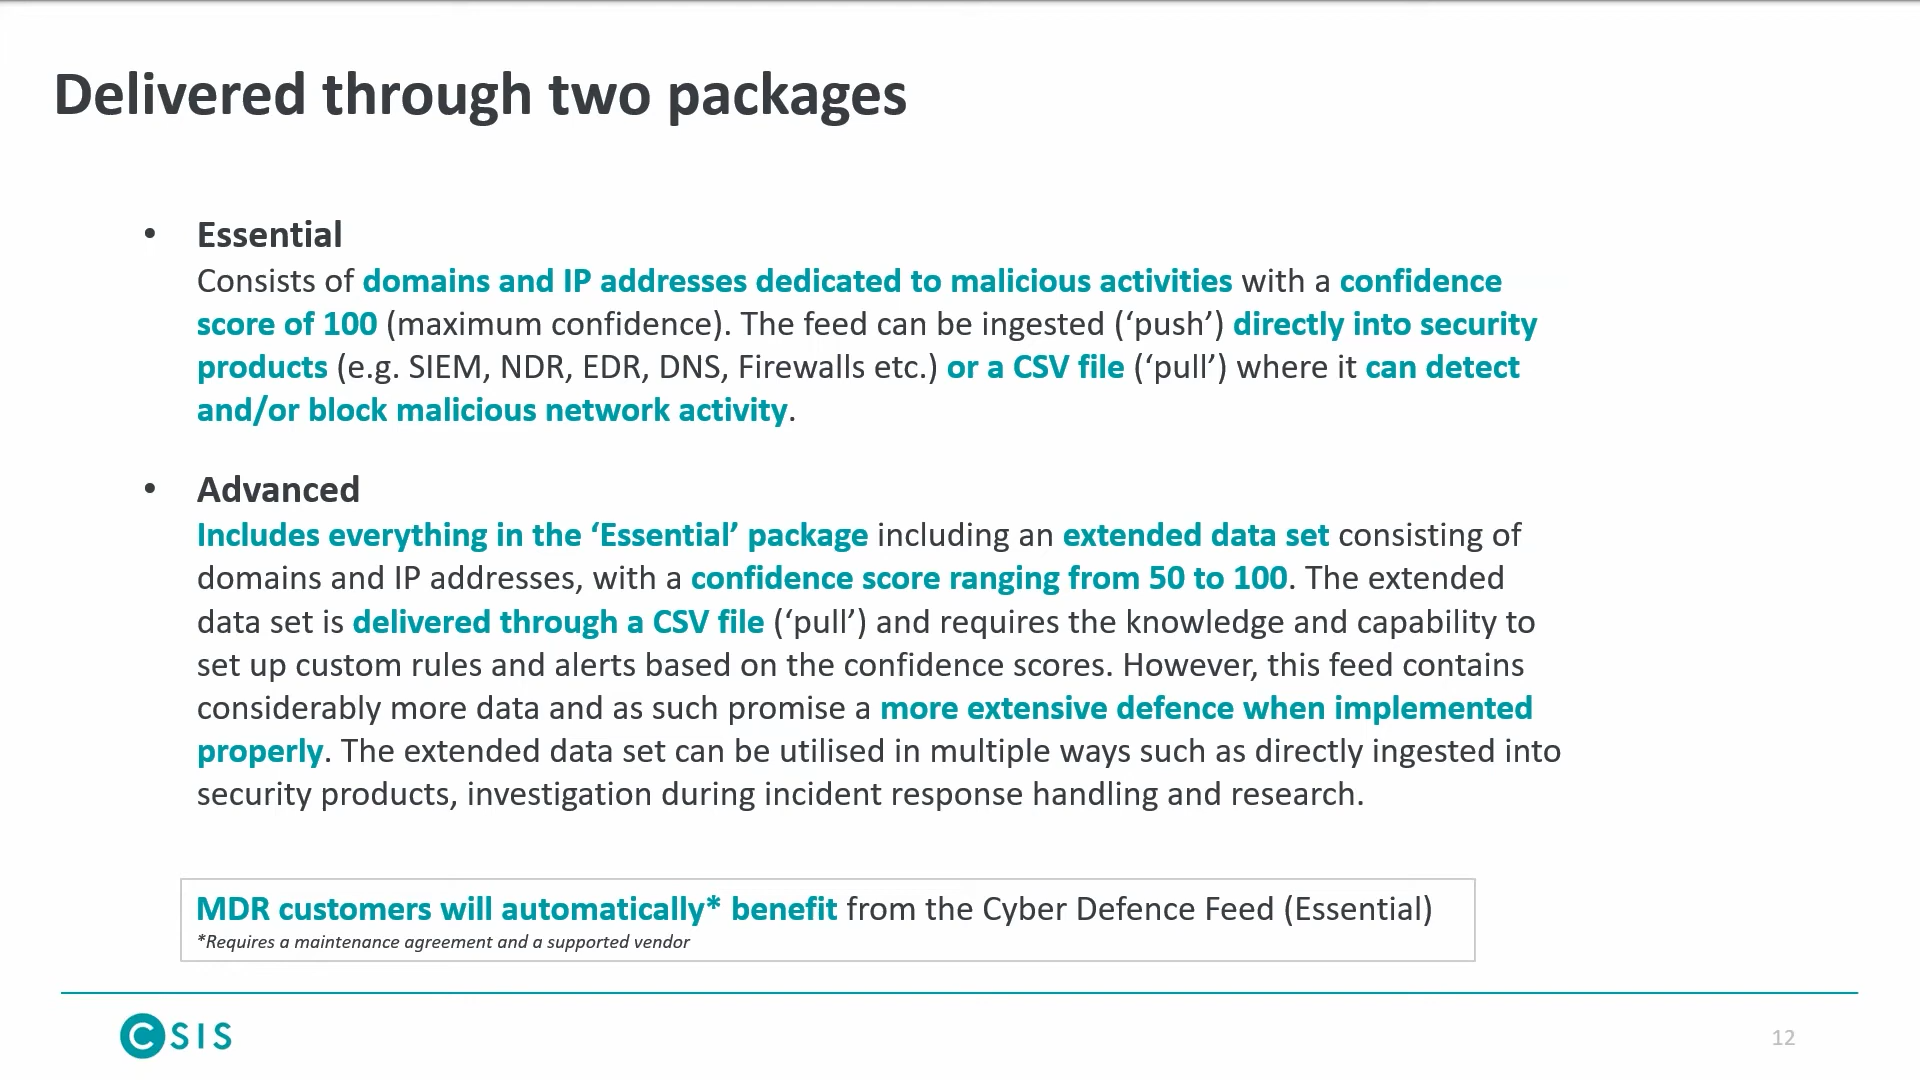 Delivered through two packages
• Essential
Consists of domains and IP addresses dedicated to malicious activities with a confidence
score of 100 (maximum confidence). The feed can be ingested (‘push’) directly into security
products (e.g. SIEM, NDR, EDR, DNS, Firewalls etc.) or a CSV file (‘pull’) where it can detect
and/or block malicious network activity.
• Advanced
Includes everything in the ‘Essential’ package including an extended data set consisting of
domains and IP addresses, with a confidence score ranging from 50 to 100. The extended
data set is delivered through a CSV file (‘pull’) and requires the knowledge and capability to
set up custom rules and alerts based on the confidence scores. However, this feed contains
considerably more data and as such promise a more extensive defence when implemented
properly. The extended data set can be utilised in multiple ways such as directly ingested into
security products, investigation during incident response handling and research.
MDR customers will automatically* benefit from the Cyber Defence Feed (Essential)
*Requires a maintenance agreement and a supported vendor
CSIS
12